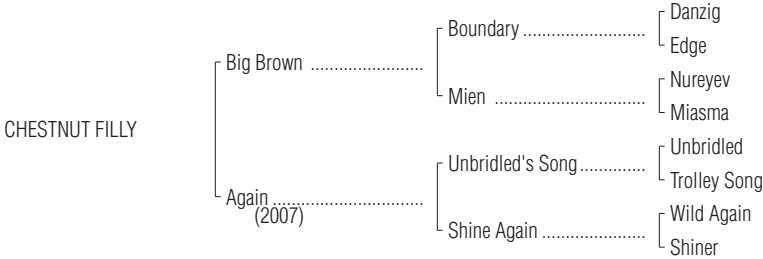 Danzig
Boundary ..............................
Edge
Big Brown ............................
Nureyev
Mien .....................................
Miasma
CHESTNUT FILLY
Unbridled
Unbridled's Song................
Trolley Song
Again.....................................
(2007)
Wild Again
Shine Again .........................
Shiner